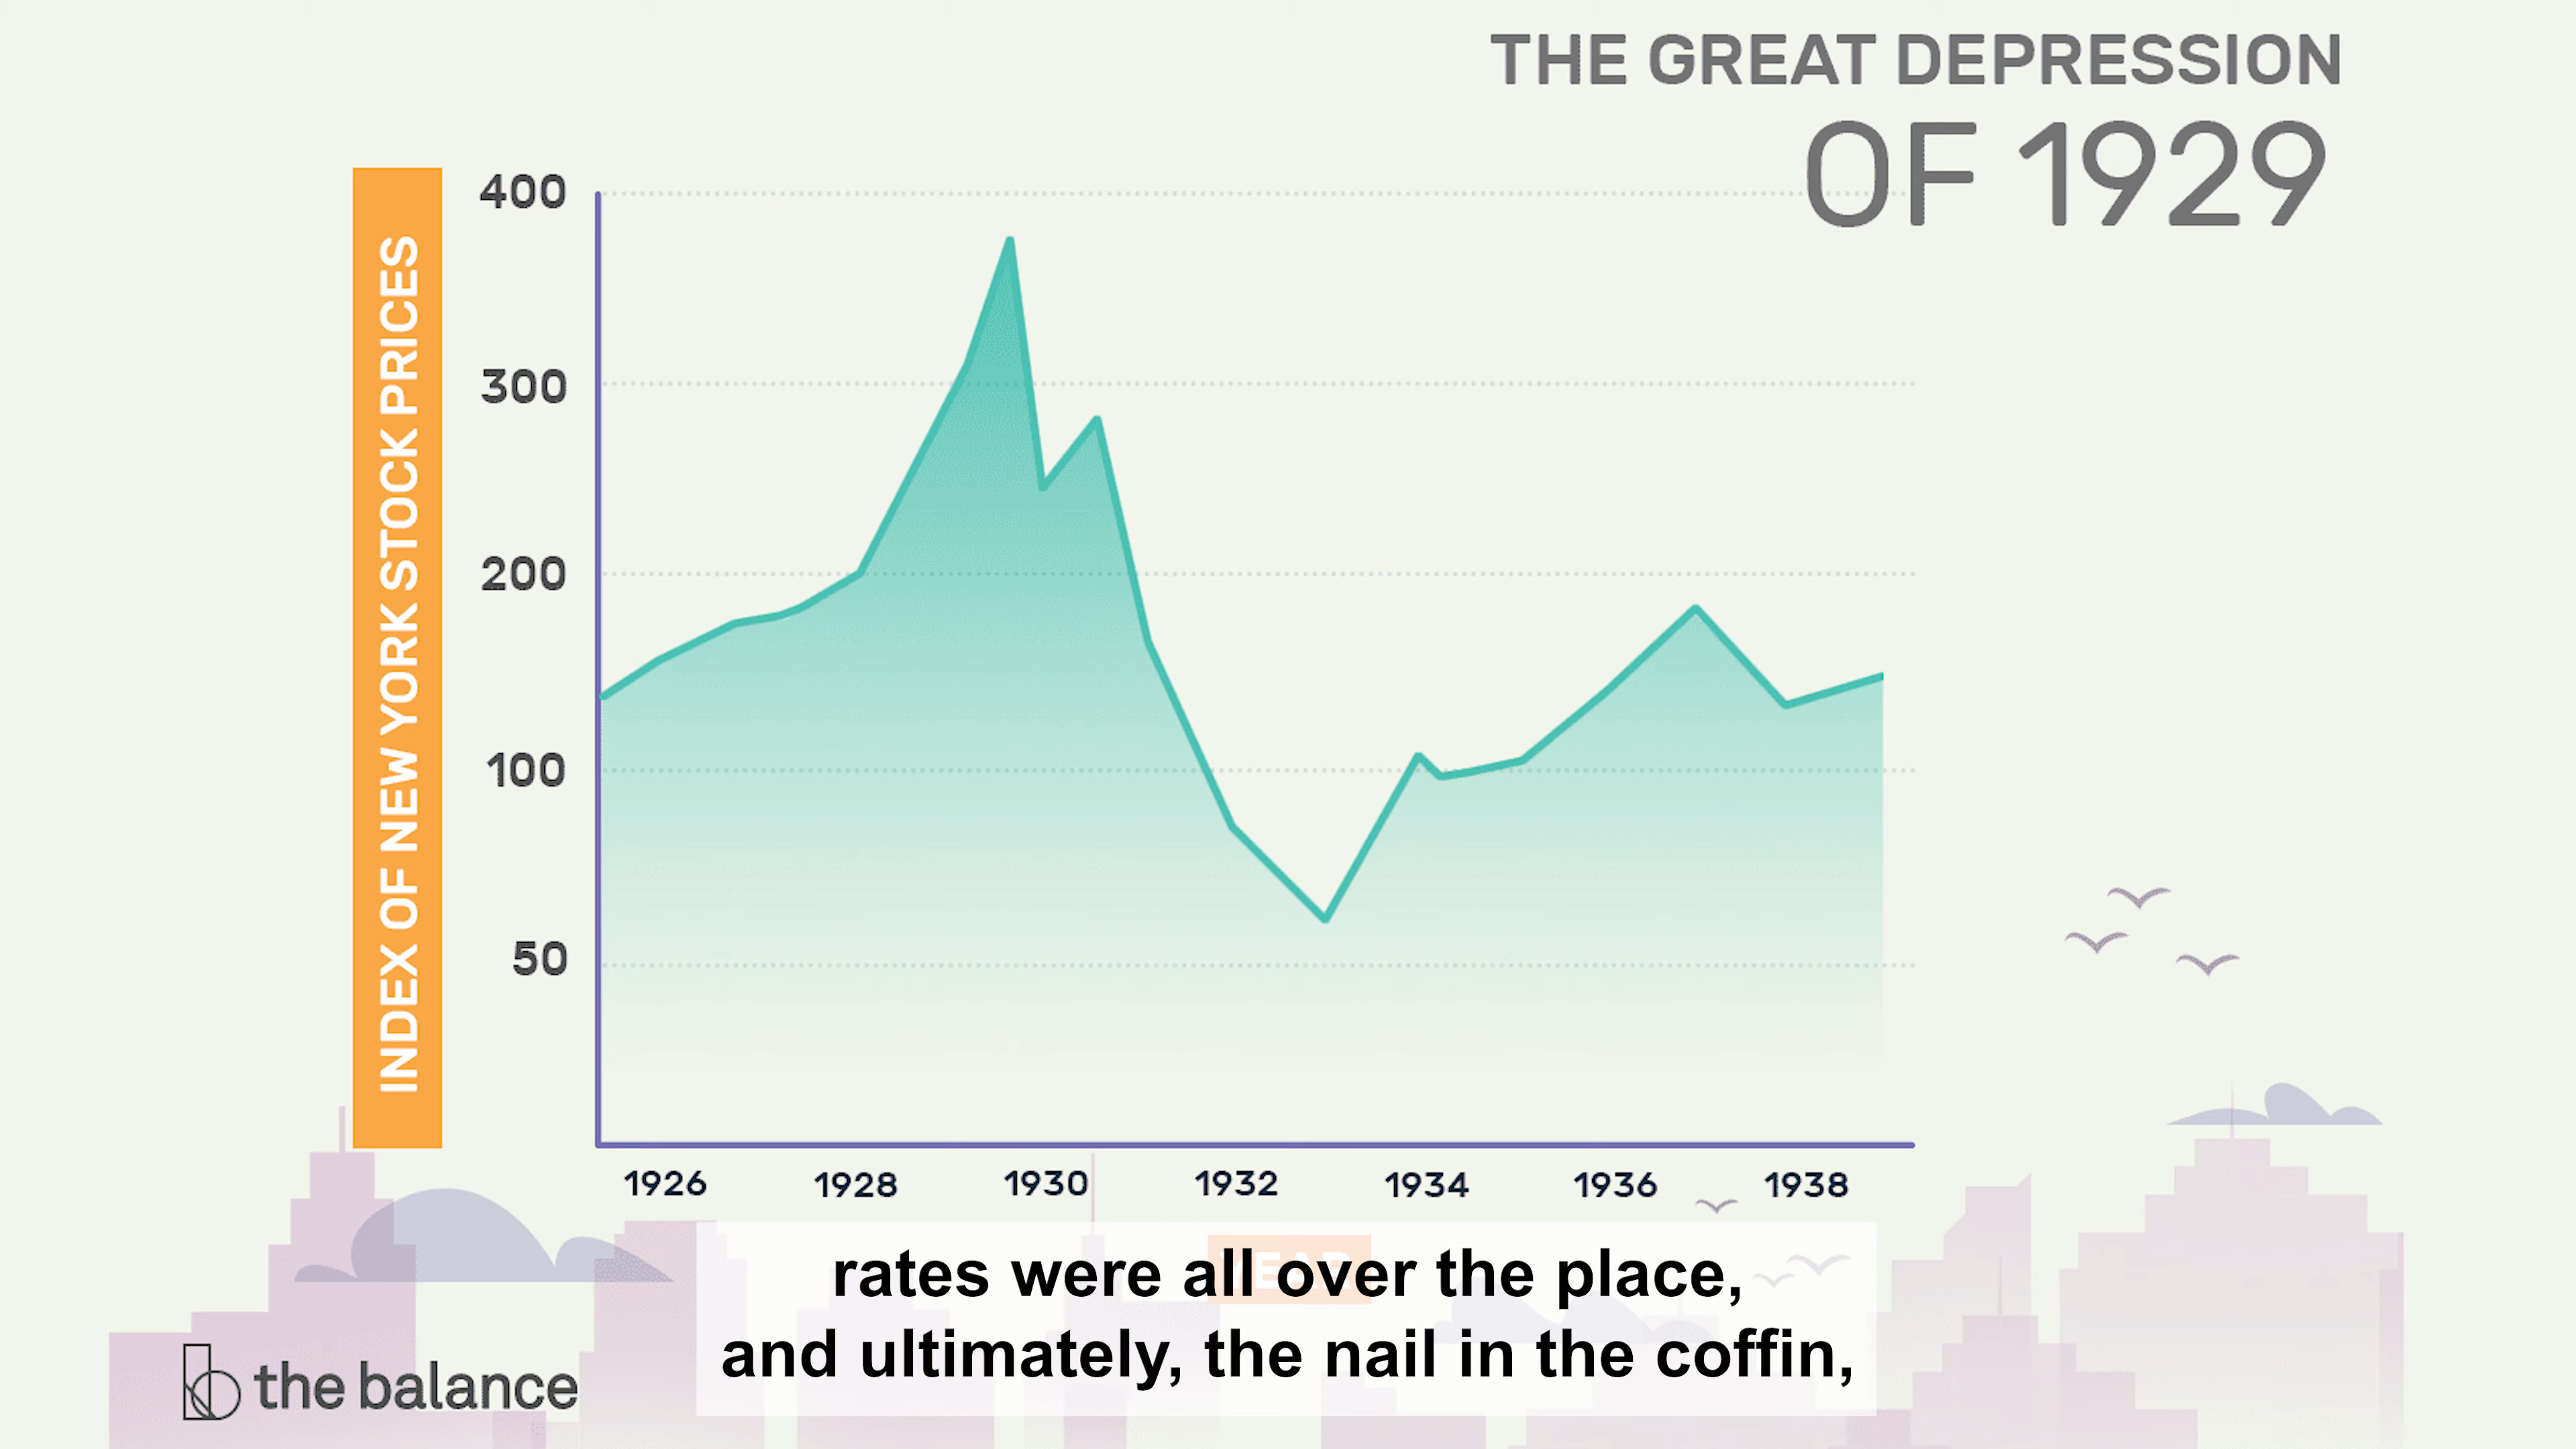 THE GREAT DEPRESSION
OF 1929
INDEX OF NEW YORK STOCK PRICES
400
300
200
100
50
1926 1928 1930 1932 1934 1936 1938
rates were all over the place,
and ultimately, the nail in the coffin,
the balance